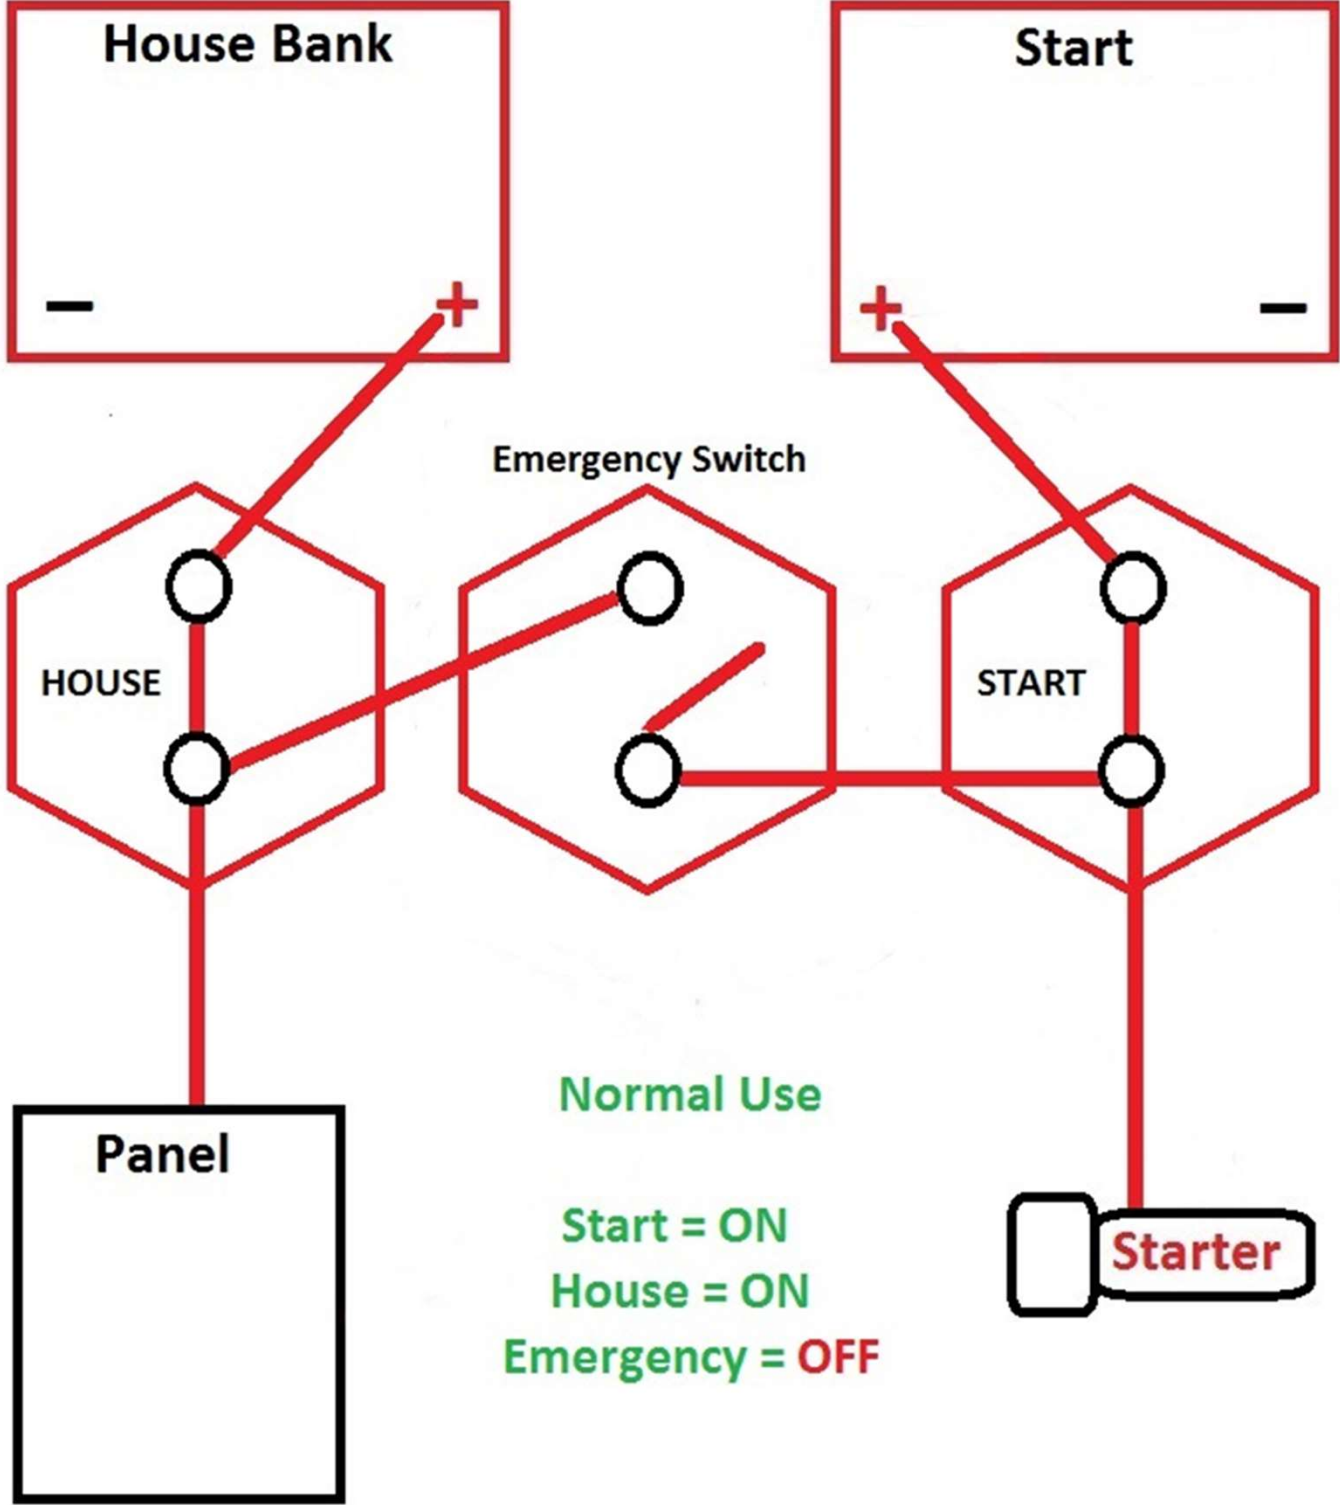 House Bank
Start
−
+
+
−
Emergency Switch
HOUSE
START
Normal Use
Panel
Start = ON
Starter
House = ON
Emergency = OFF